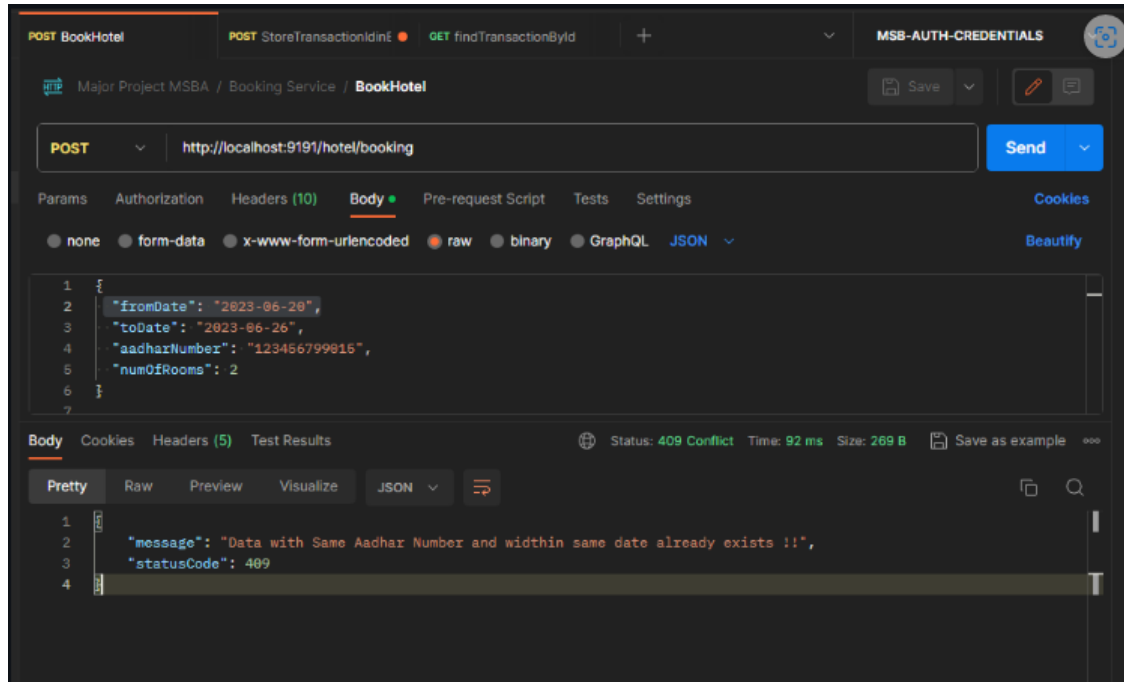 POST BookHotel POST StoreTransactionIdinE GET findTransactionById + MSB-AUTH-CREDENTIALS
HTTP Major Project MSBA / Booking Service / BookHotel Save
POST http://localhost:9191/hotel/booking Send
Params Authorization Headers (10) Body Pre-request Script Tests Settings Cookies
none form-data x-www-form-urlencoded raw binary GraphQL JSON Beautify
1 {
2 "fromDate": "2023-06-20",
3 "toDate": "2023-06-26",
4 "aadharNumber": "123456799016",
5 "numOfRooms": 2
6 }
7
Body Cookies Headers (5) Test Results Status: 409 Conflict Time: 92 ms Size: 269 B Save as example
Pretty Raw Preview Visualize JSON
1 {
2 "message": "Data with Same Aadhar Number and widthin same date already exists !!",
3 "statusCode": 409
4 }